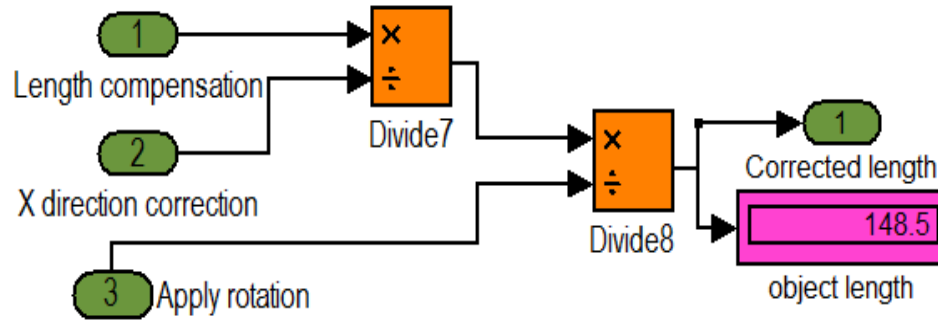 1
Length compensation
×
÷
Divide7
2
X direction correction
×
÷
Divide8
3
Apply rotation
1
Corrected length
148.5
object length